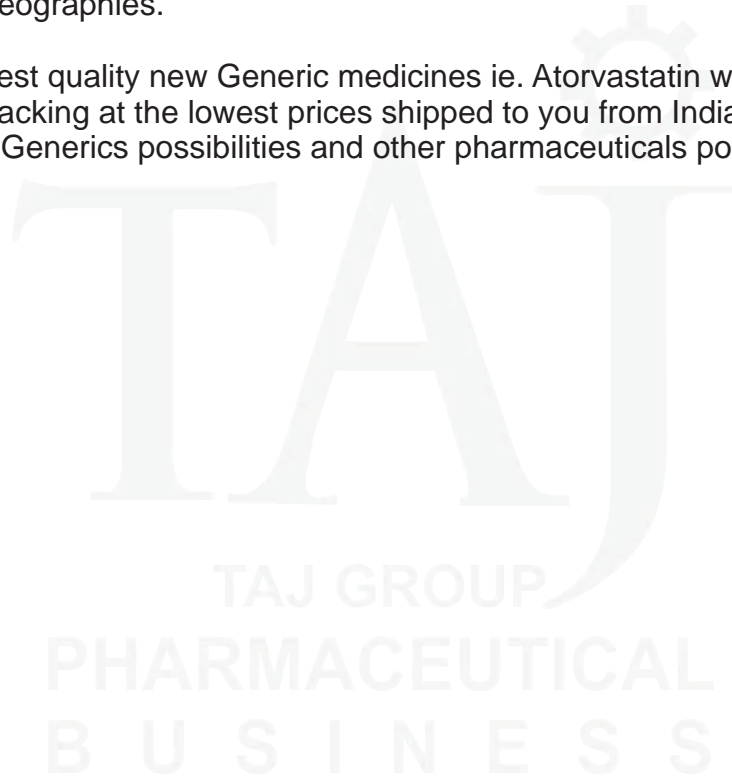 eographies.
est quality new Generic medicines ie. Atorvastatin w
acking at the lowest prices shipped to you from India
Generics possibilities and other pharmaceuticals po
TAJ
TAJ GROUP
PHARMACEUTICAL
BUSINESS